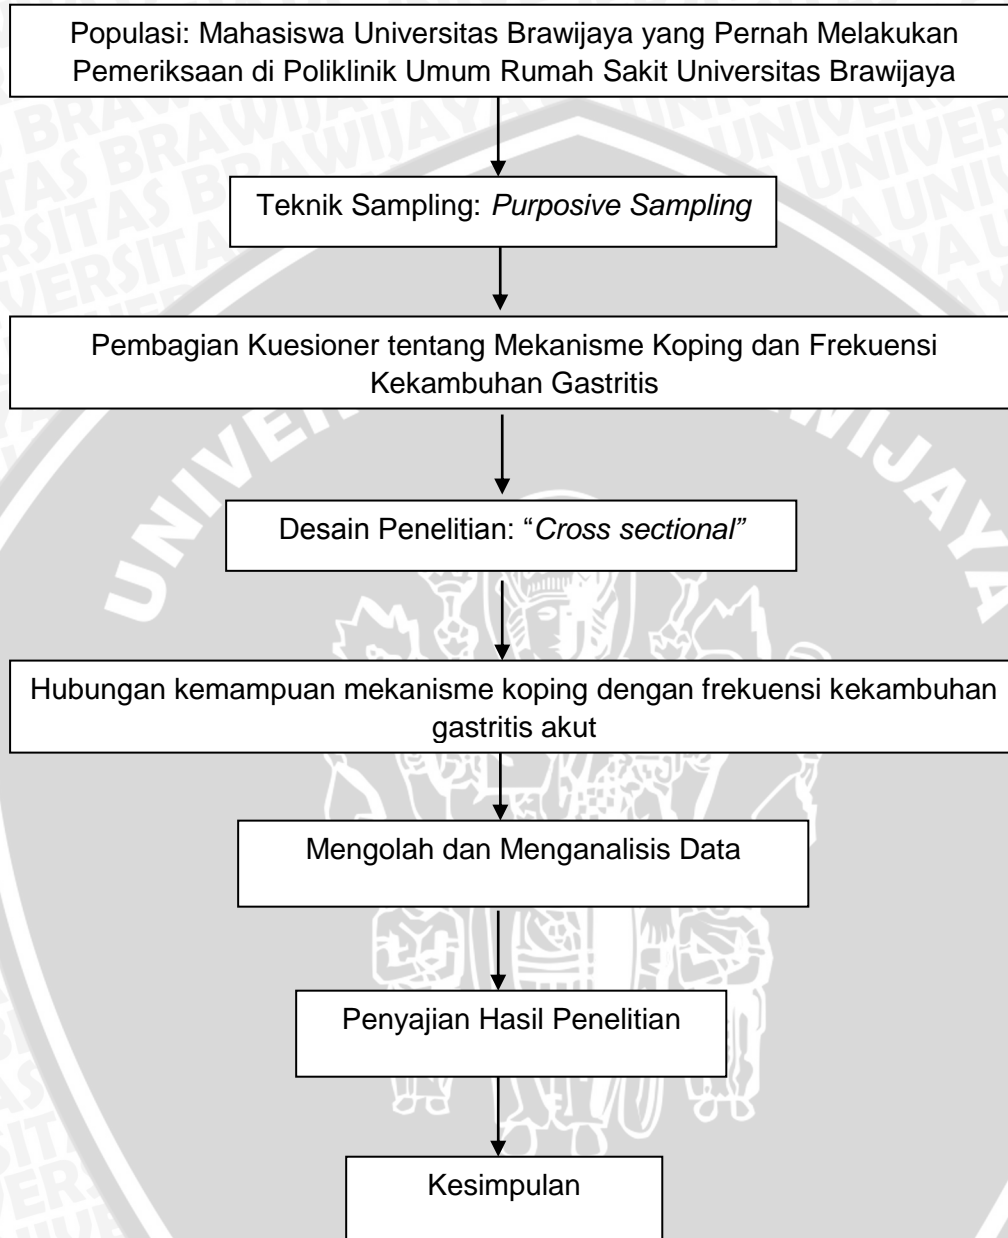 Populasi: Mahasiswa Universitas Brawijaya yang Pernah Melakukan
Pemeriksaan di Poliklinik Umum Rumah Sakit Universitas Brawijaya
Teknik Sampling: Purposive Sampling
Pembagian Kuesioner tentang Mekanisme Koping dan Frekuensi
Kekambuhan Gastritis
Desain Penelitian: “Cross sectional”
Hubungan kemampuan mekanisme koping dengan frekuensi kekambuhan
gastritis akut
Mengolah dan Menganalisis Data
Penyajian Hasil Penelitian
Kesimpulan